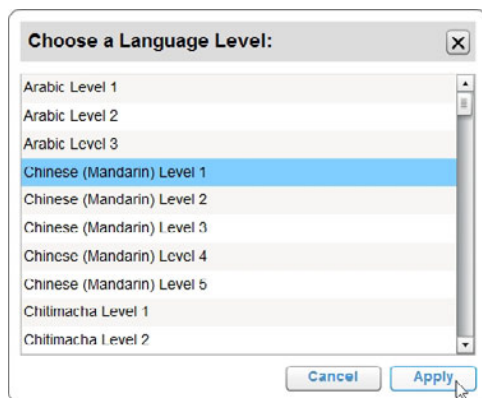 Choose a Language Level:
Arabic Level 1
Arabic Level 2
Arabic Level 3
Chinese (Mandarin) Level 1
Chinese (Mandarin) Level 2
Chinese (Mandarin) Level 3
Chinese (Mandarin) Level 4
Chinese (Mandarin) Level 5
Chitimacha Level 1
Chitimacha Level 2
Cancel Apply